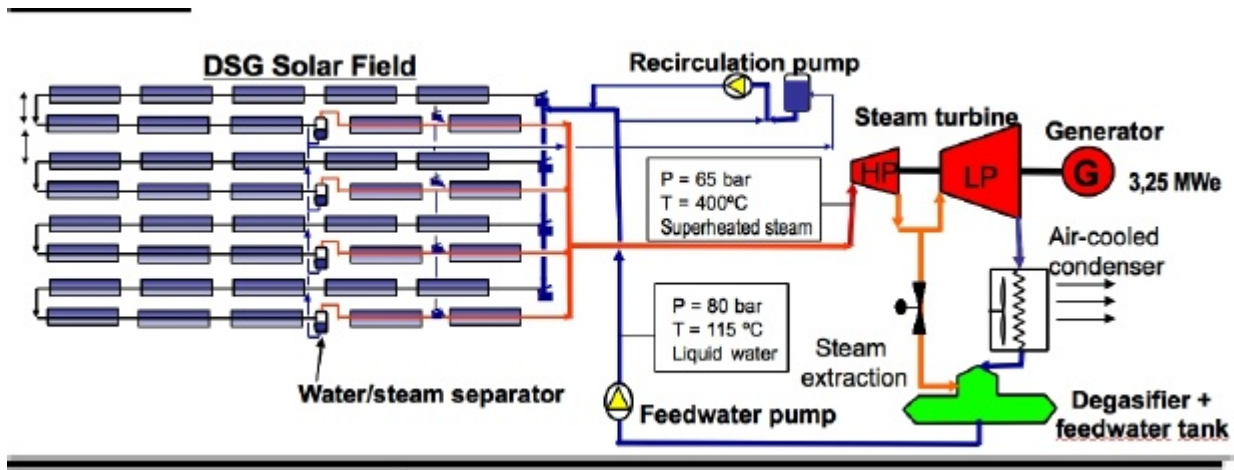 DSG Solar Field
Recirculation pump
Steam turbine
Generator
HP
LP
G
3,25 MWe
P = 65 bar
T = 400ºC
Superheated steam
Air-cooled
condenser
P = 80 bar
T = 115 ºC
Liquid water
Steam
extraction
Water/steam separator
Feedwater pump
Degasifier +
feedwater tank